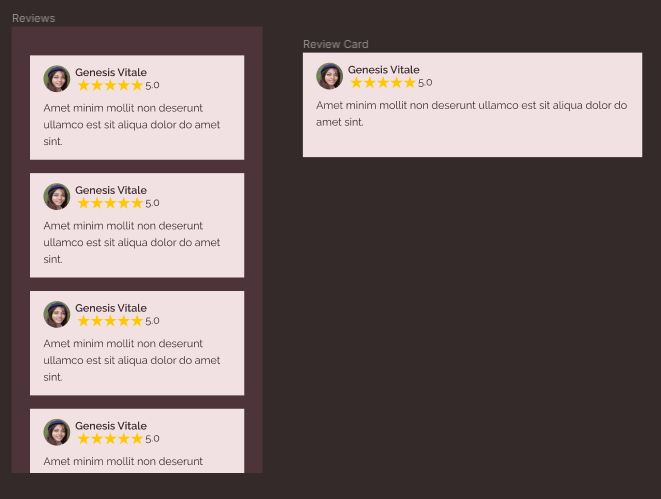 Reviews
Genesis Vitale
5.0
Amet minim mollit non deserunt
ullamco est sit aliqua dolor do amet
sint.
Genesis Vitale
5.0
Amet minim mollit non deserunt
ullamco est sit aliqua dolor do amet
sint.
Genesis Vitale
5.0
Amet minim mollit non deserunt
ullamco est sit aliqua dolor do amet
sint.
Genesis Vitale
5.0
Amet minim mollit non deserunt
Review Card
Genesis Vitale
5.0
Amet minim mollit non deserunt ullamco est sit aliqua dolor do
amet sint.